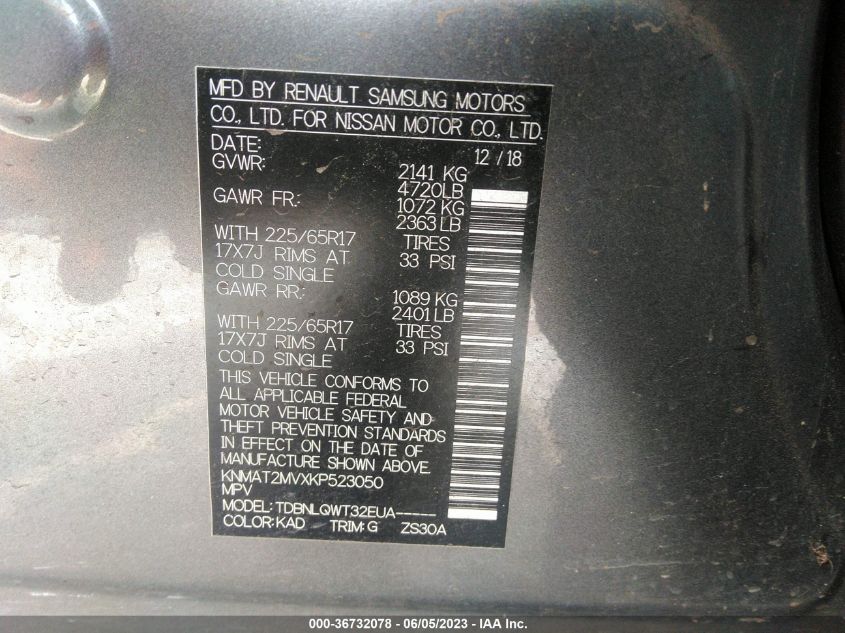 MFD BY RENAULT SAMSUNG MOTORS
CO., LTD. FOR NISSAN MOTOR CO., LTD.
DATE: 12 / 18
GVWR: 2141 KG
4720LB
GAWR FR.: 1072 KG
2363 LB
WITH 225/65R17 TIRES
17X7J RIMS AT 33 PSI
COLD SINGLE
GAWR RR.: 1089 KG
2401 LB
WITH 225/65R17 TIRES
17X7J RIMS AT 33 PSI
COLD SINGLE
THIS VEHICLE CONFORMS TO
ALL APPLICABLE FEDERAL
MOTOR VEHICLE SAFETY AND
THEFT PREVENTION STANDARDS
IN EFFECT ON THE DATE OF
MANUFACTURE SHOWN ABOVE.
KNMAT2MVXKP523050
MPV
MODEL: TDBNLQWT32EUA-----
COLOR: KAD TRIM: G ZS30A
000-36732078 - 06/05/2023 - IAA Inc.